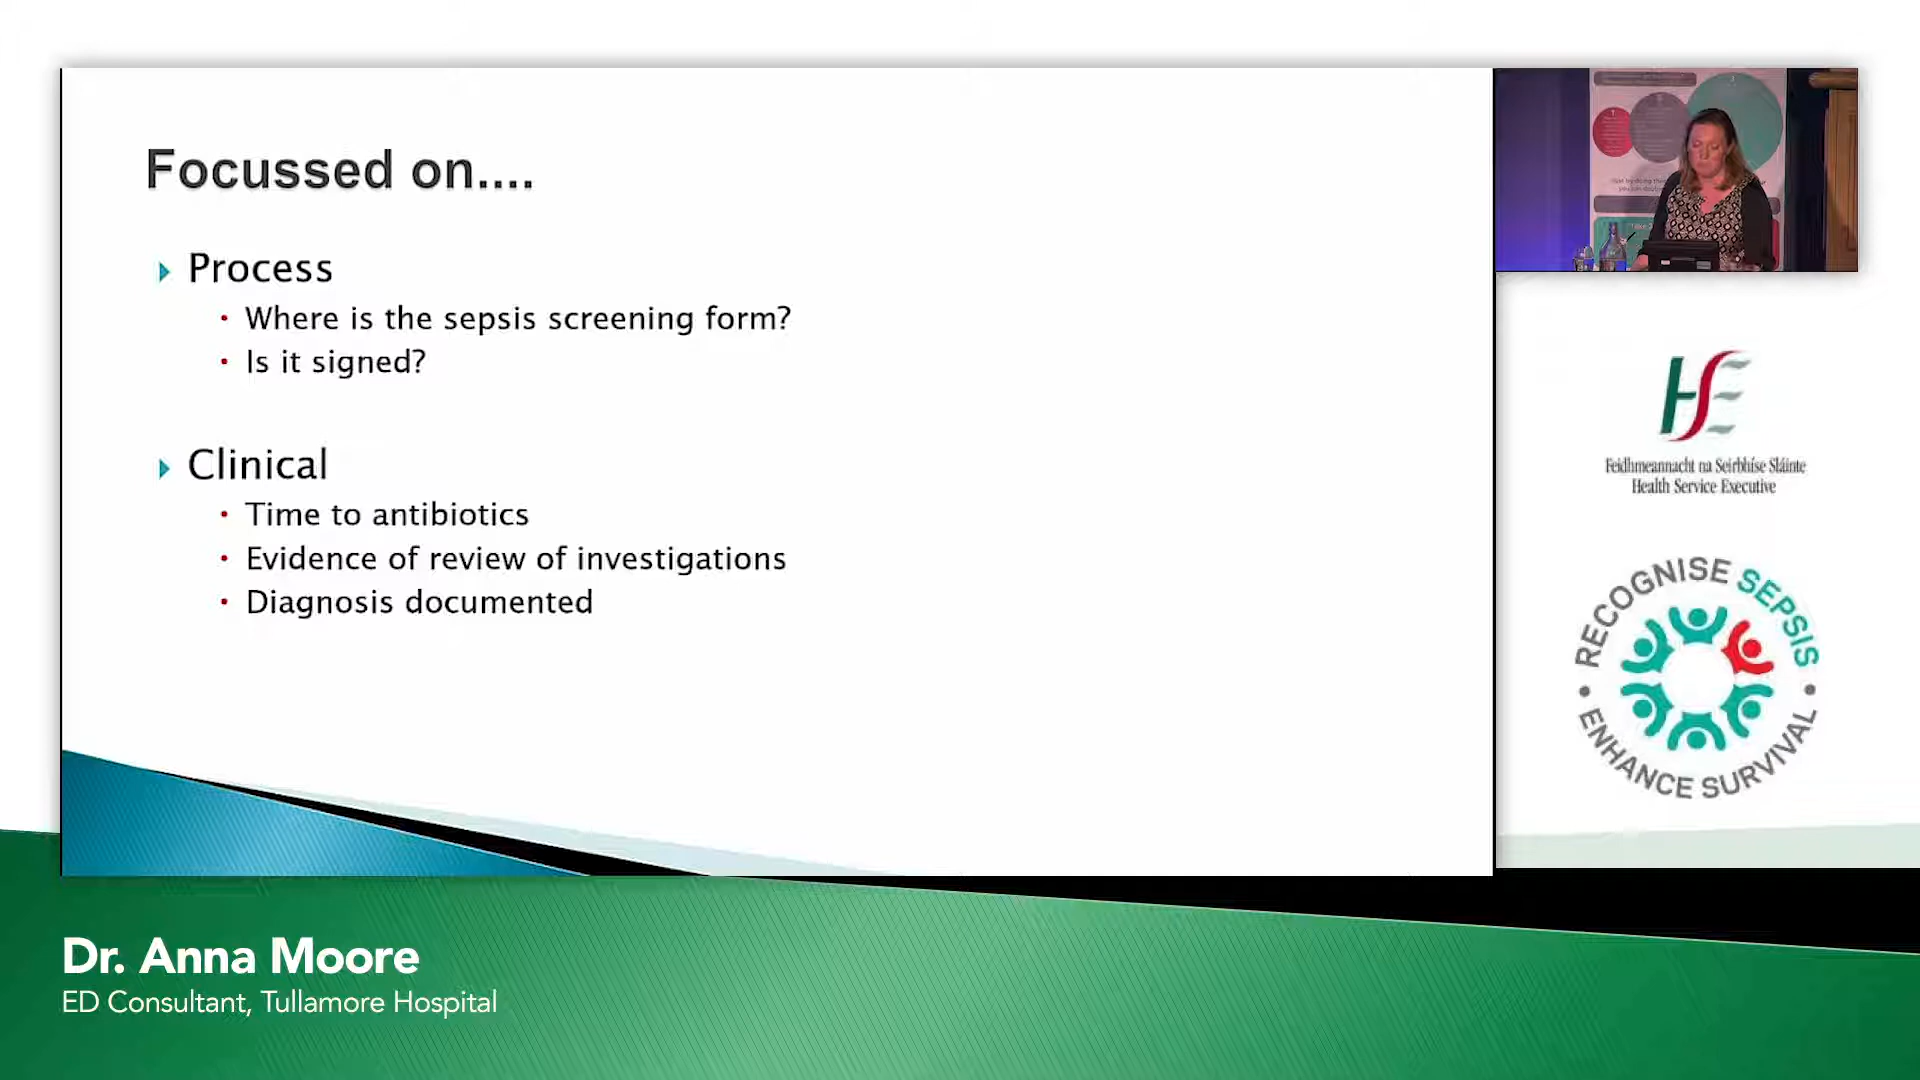 Focussed on....
Process
Where is the sepsis screening form?
Is it signed?
Clinical
Time to antibiotics
Evidence of review of investigations
Diagnosis documented
Feidhmeannacht na Seirbhíse Sláinte
Health Service Executive
RECOGNISE SEPSIS
• ENHANCE SURVIVAL •
Dr. Anna Moore
ED Consultant, Tullamore Hospital